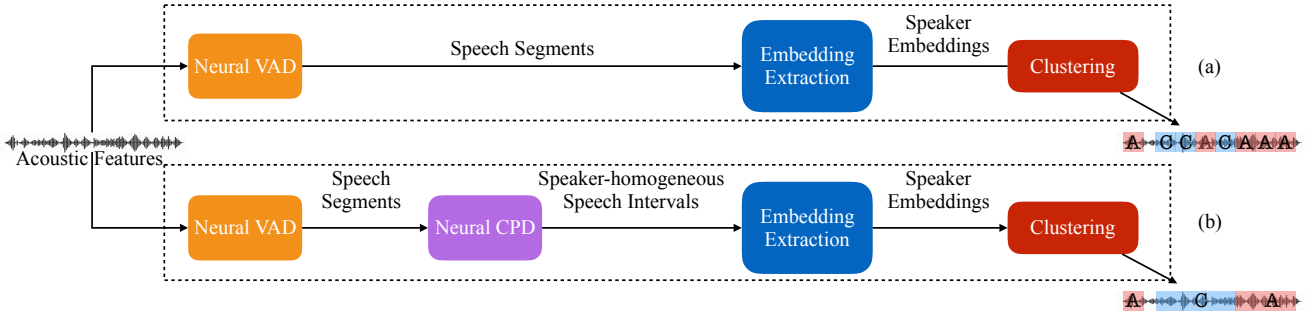 Neural VAD
Speech Segments
Embedding
Extraction
Speaker
Embeddings
Clustering
(a)
A C C A C A A A
Acoustic Features
Neural VAD
Speech
Segments
Neural CPD
Speaker-homogeneous
Speech Intervals
Embedding
Extraction
Speaker
Embeddings
Clustering
(b)
A C A